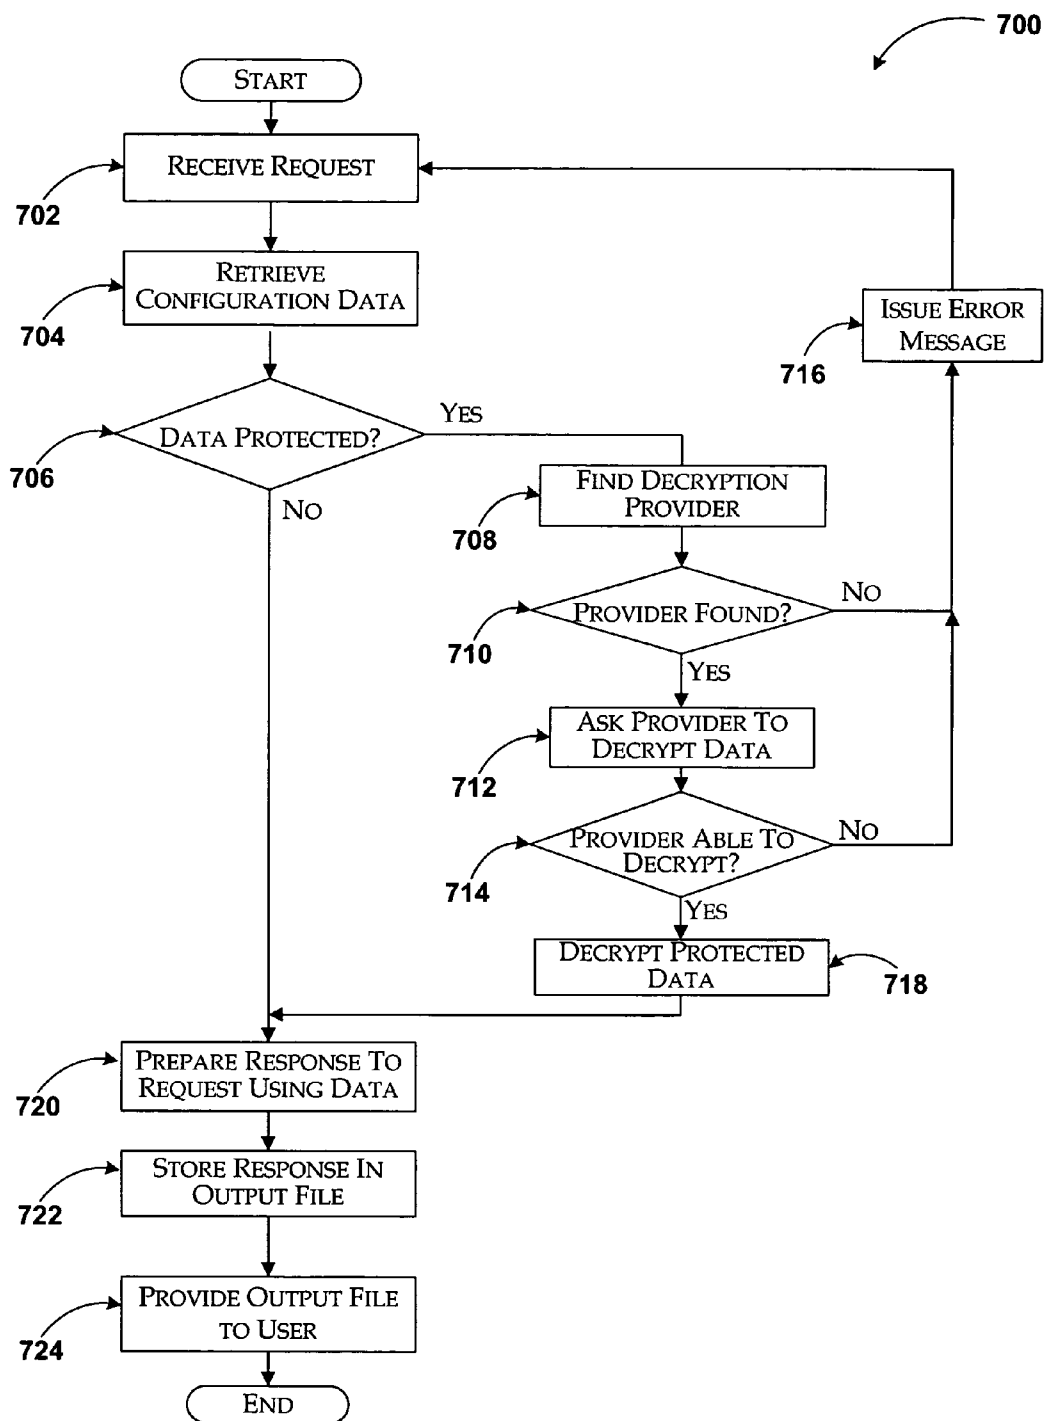 700
START
RECEIVE REQUEST
702
RETRIEVE
CONFIGURATION DATA
704
ISSUE ERROR
MESSAGE
716
DATA PROTECTED?
YES
706
NO
FIND DECRYPTION
PROVIDER
708
PROVIDER FOUND?
NO
710
YES
ASK PROVIDER TO
DECRYPT DATA
712
PROVIDER ABLE TO
DECRYPT?
NO
714
YES
DECRYPT PROTECTED
DATA
718
PREPARE RESPONSE TO
REQUEST USING DATA
720
STORE RESPONSE IN
OUTPUT FILE
722
PROVIDE OUTPUT FILE
TO USER
724
END